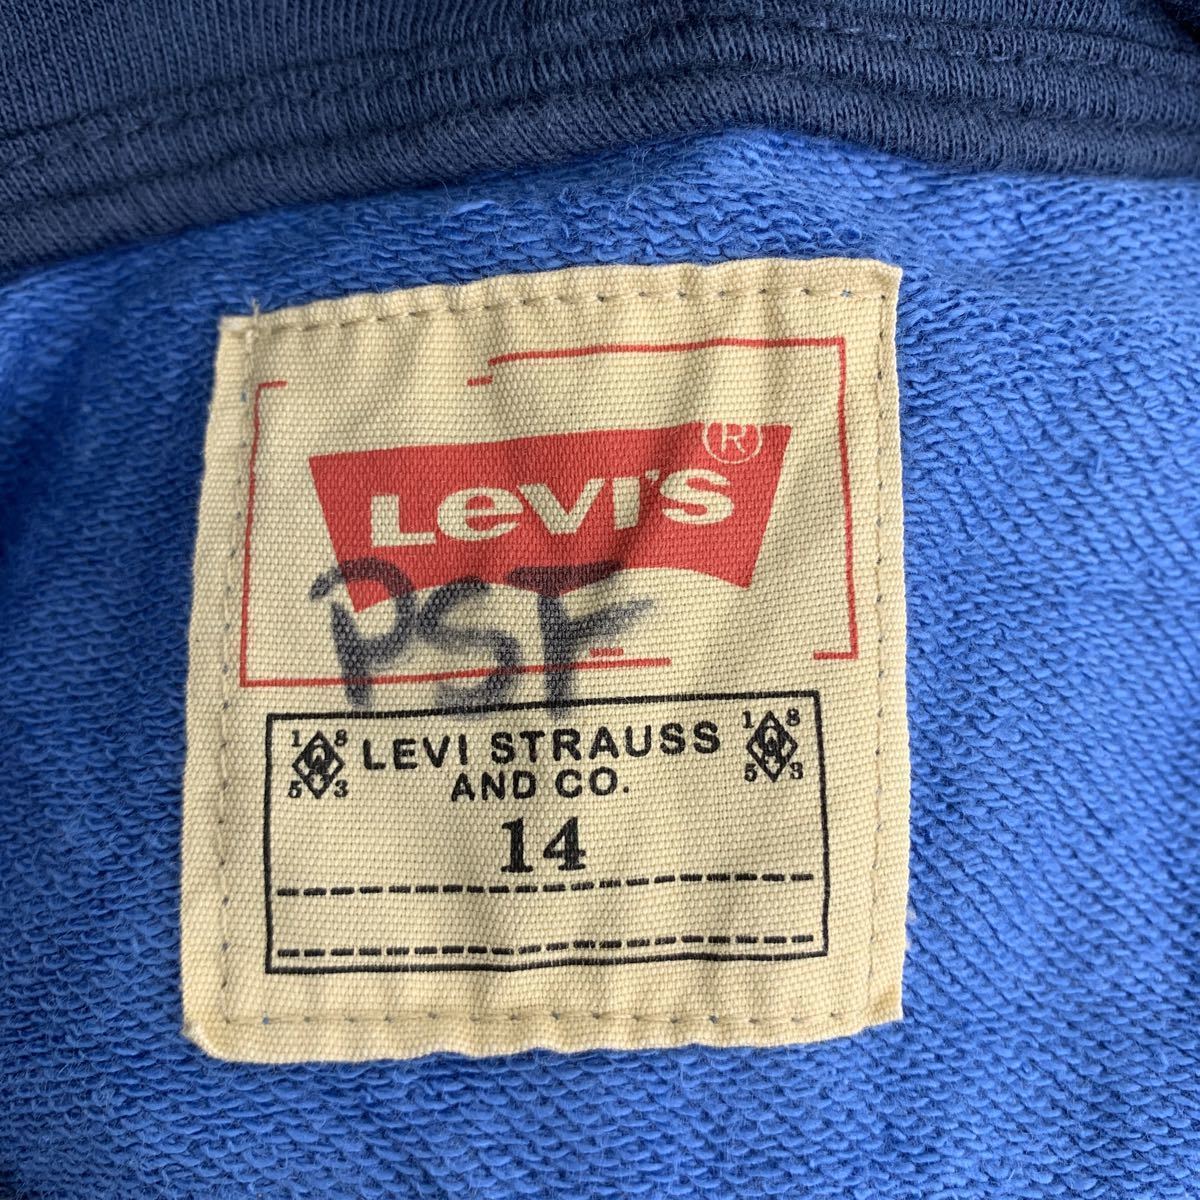 Levi's ®
PSF
1 8 LEVI STRAUSS 1 8
5 3 AND CO. 5 3
14